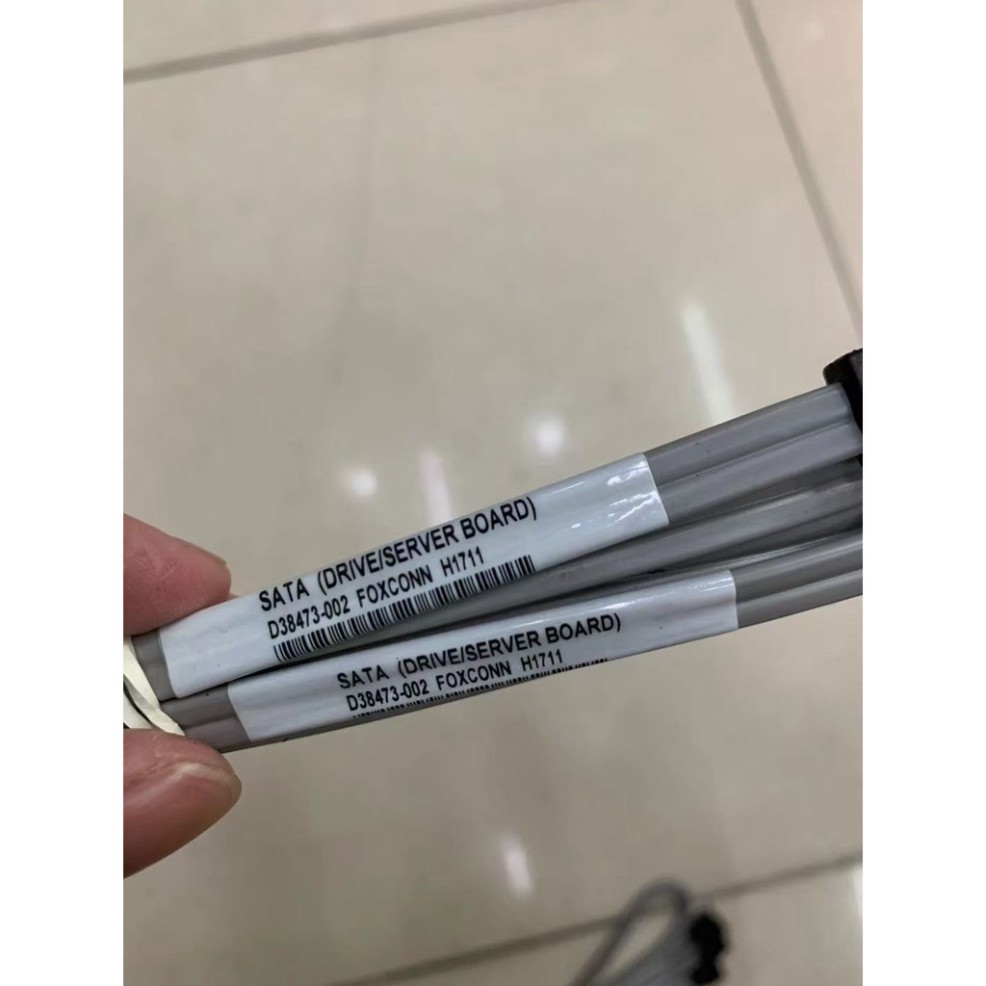 SATA (DRIVE/SERVER BOARD)
D38473-002 FOXCONN H1711
SATA (DRIVE/SERVER BOARD)
D38473-002 FOXCONN H1711